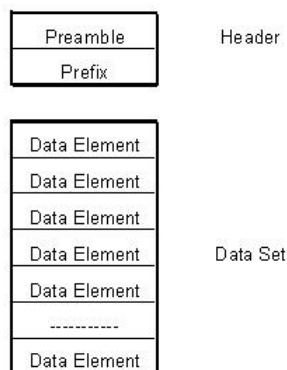 Preamble Header
Prefix
Data Element
Data Element
Data Element
Data Element Data Set
Data Element
-----------
Data Element